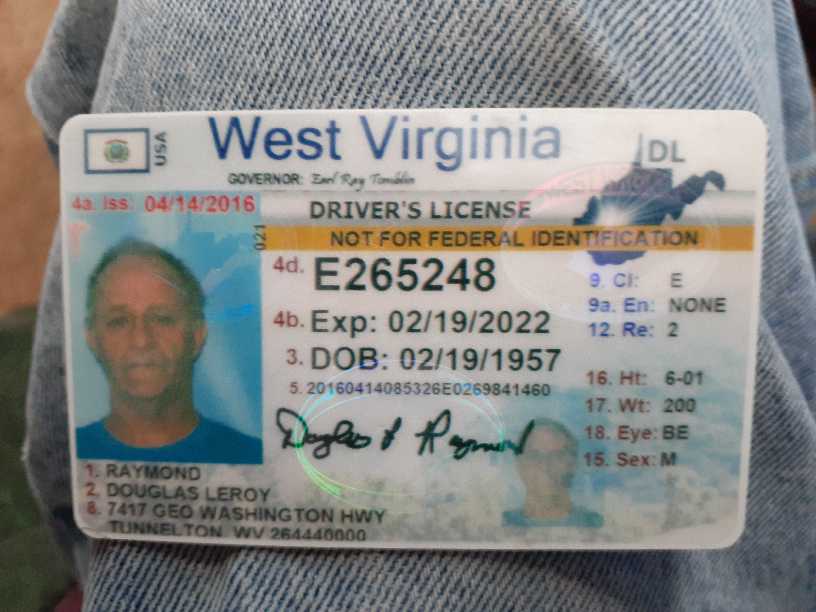 West Virginia
USA
DL
GOVERNOR: Earl Ray Tomblin
4a. Iss: 04/14/2016
DRIVER'S LICENSE
NOT FOR FEDERAL IDENTIFICATION
4d. E265248
9. Cl: E
9a. En: NONE
4b. Exp: 02/19/2022
12. Re: 2
3. DOB: 02/19/1957
5. 20160414085326E0269841460
16. Ht: 6-01
17. Wt: 200
18. Eye: BE
15. Sex: M
Douglas L Raymond
1. RAYMOND
2. DOUGLAS LEROY
8. 7417 GEO WASHINGTON HWY
TUNNELTON, WV 264440000